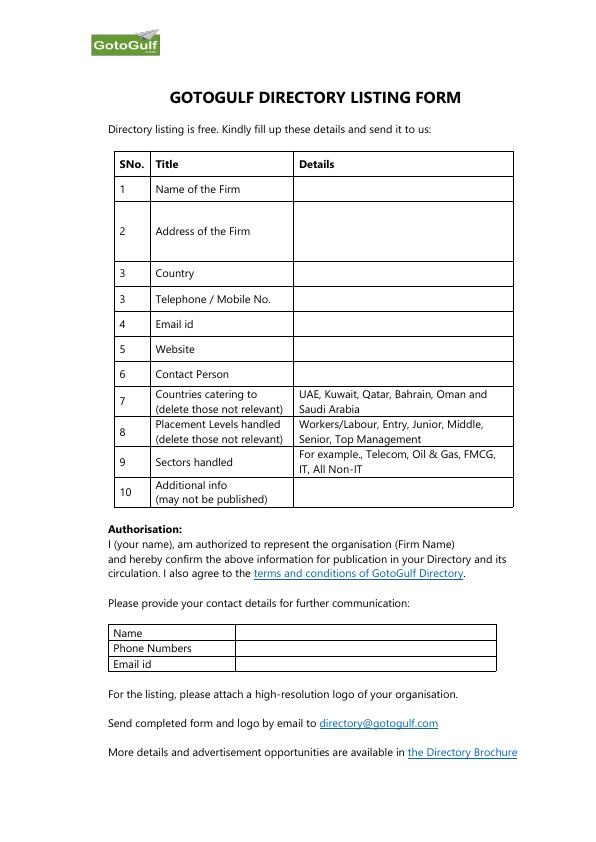 GotoGulf
GOTOGULF DIRECTORY LISTING FORM
Directory listing is free. Kindly fill up these details and send it to us:
SNo. Title Details
1 Name of the Firm
2 Address of the Firm
3 Country
3 Telephone / Mobile No.
4 Email id
5 Website
6 Contact Person
7 Countries catering to
(delete those not relevant)
UAE, Kuwait, Qatar, Bahrain, Oman and
Saudi Arabia
8 Placement Levels handled
(delete those not relevant)
Workers/Labour, Entry, Junior, Middle,
Senior, Top Management
9 Sectors handled
For example., Telecom, Oil & Gas, FMCG,
IT, All Non-IT
10 Additional info
(may not be published)
Authorisation:
I (your name), am authorized to represent the organisation (Firm Name)
and hereby confirm the above information for publication in your Directory and its
circulation. I also agree to the terms and conditions of GotoGulf Directory.
Please provide your contact details for further communication:
Name
Phone Numbers
Email id
For the listing, please attach a high-resolution logo of your organisation.
Send completed form and logo by email to directory@gotogulf.com
More details and advertisement opportunities are available in the Directory Brochure